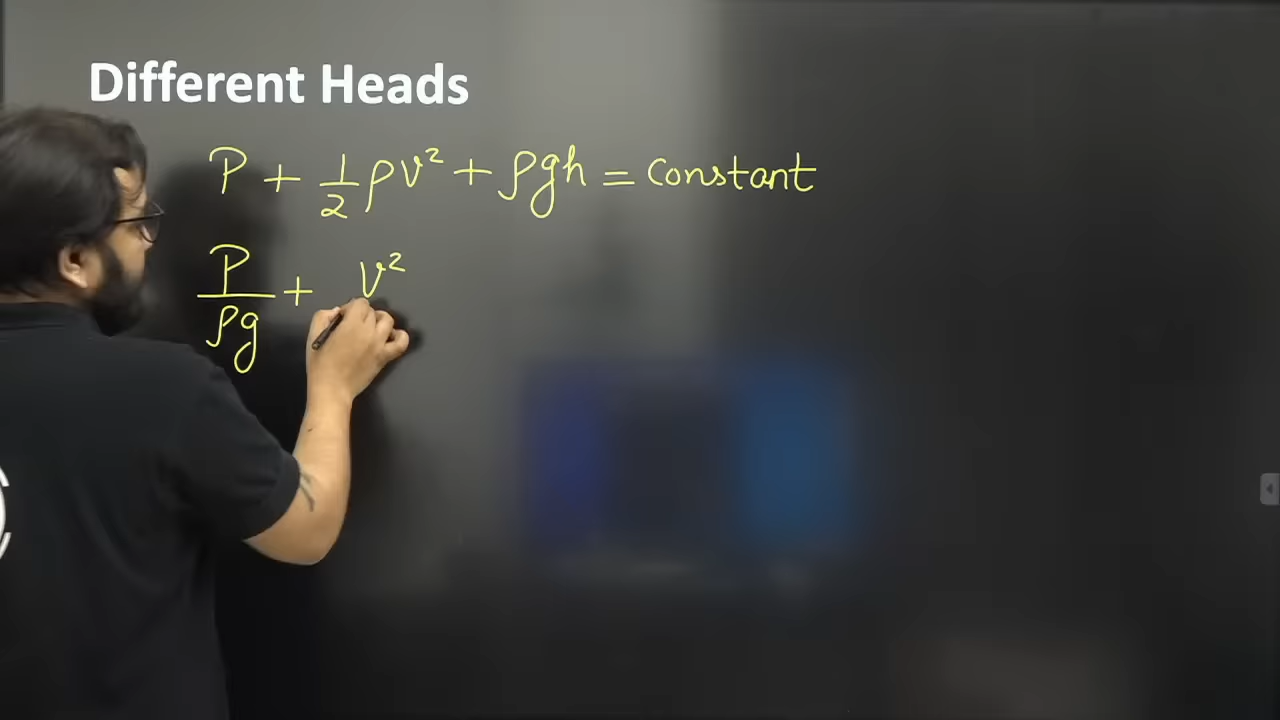 Different Heads
P + 1/2 ρv² + ρgh = Constant
P/ρg + v²